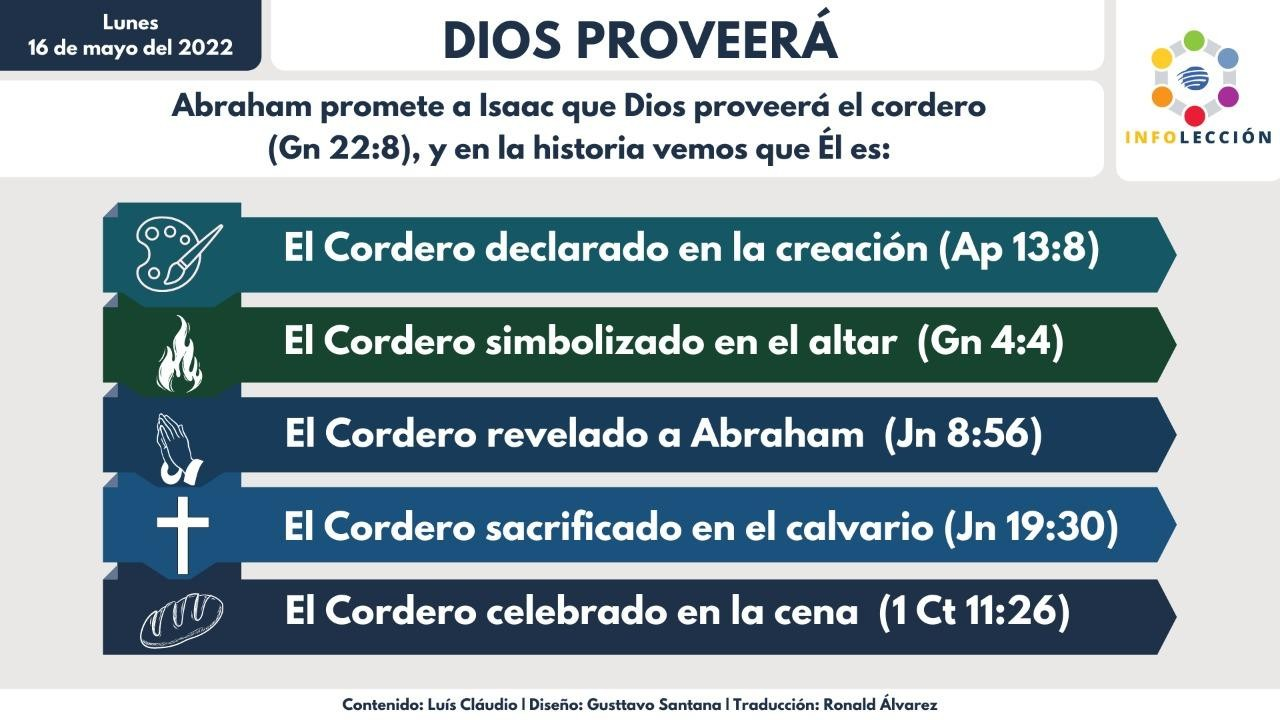 Lunes
16 de mayo del 2022
DIOS PROVEERÁ
INFOLECCIÓN
Abraham promete a Isaac que Dios proveerá el cordero
(Gn 22:8), y en la historia vemos que Él es:
El Cordero declarado en la creación (Ap 13:8)
El Cordero simbolizado en el altar (Gn 4:4)
El Cordero revelado a Abraham (Jn 8:56)
El Cordero sacrificado en el calvario (Jn 19:30)
El Cordero celebrado en la cena (1 Ct 11:26)
Contenido: Luís Cláudio | Diseño: Gusttavo Santana | Traducción: Ronald Álvarez